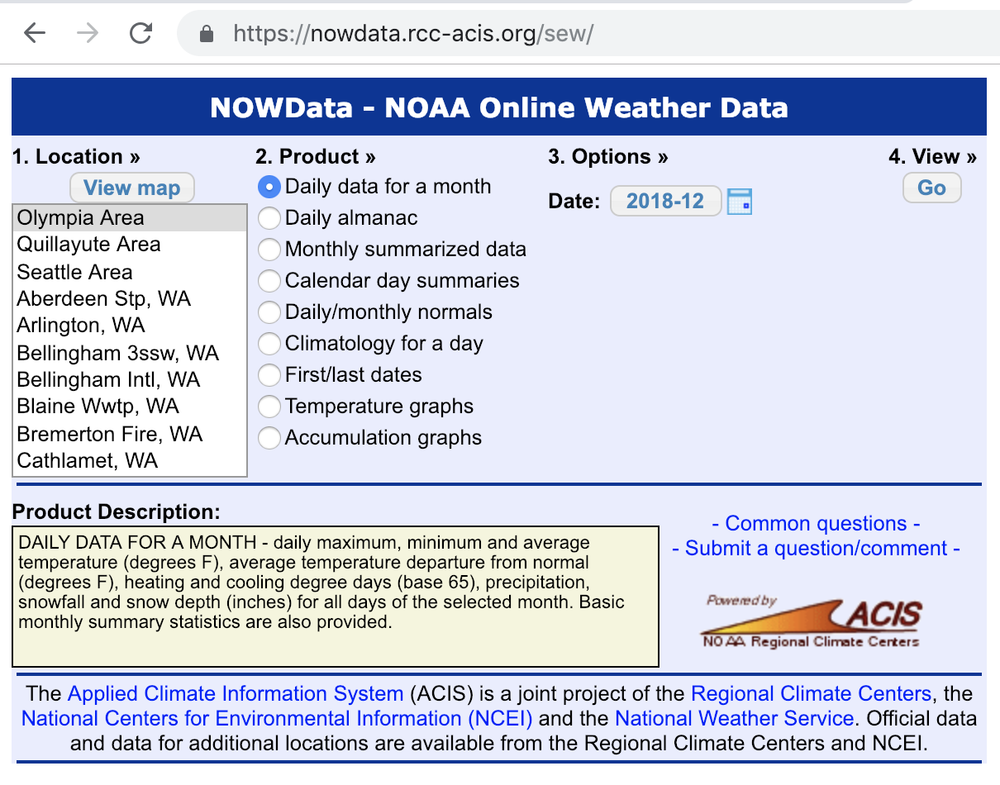 https://nowdata.rcc-acis.org/sew/
NOWData - NOAA Online Weather Data
1. Location »
View map
Olympia Area
Quillayute Area
Seattle Area
Aberdeen Stp, WA
Arlington, WA
Bellingham 3ssw, WA
Bellingham Intl, WA
Blaine Wwtp, WA
Bremerton Fire, WA
Cathlamet, WA
2. Product »
Daily data for a month
Daily almanac
Monthly summarized data
Calendar day summaries
Daily/monthly normals
Climatology for a day
First/last dates
Temperature graphs
Accumulation graphs
3. Options »
Date: 2018-12
4. View »
Go
Product Description:
DAILY DATA FOR A MONTH - daily maximum, minimum and average
temperature (degrees F), average temperature departure from normal
(degrees F), heating and cooling degree days (base 65), precipitation,
snowfall and snow depth (inches) for all days of the selected month. Basic
monthly summary statistics are also provided.
- Common questions -
- Submit a question/comment -
Powered by
ACIS
NOAA Regional Climate Centers
The Applied Climate Information System (ACIS) is a joint project of the Regional Climate Centers, the
National Centers for Environmental Information (NCEI) and the National Weather Service. Official data
and data for additional locations are available from the Regional Climate Centers and NCEI.